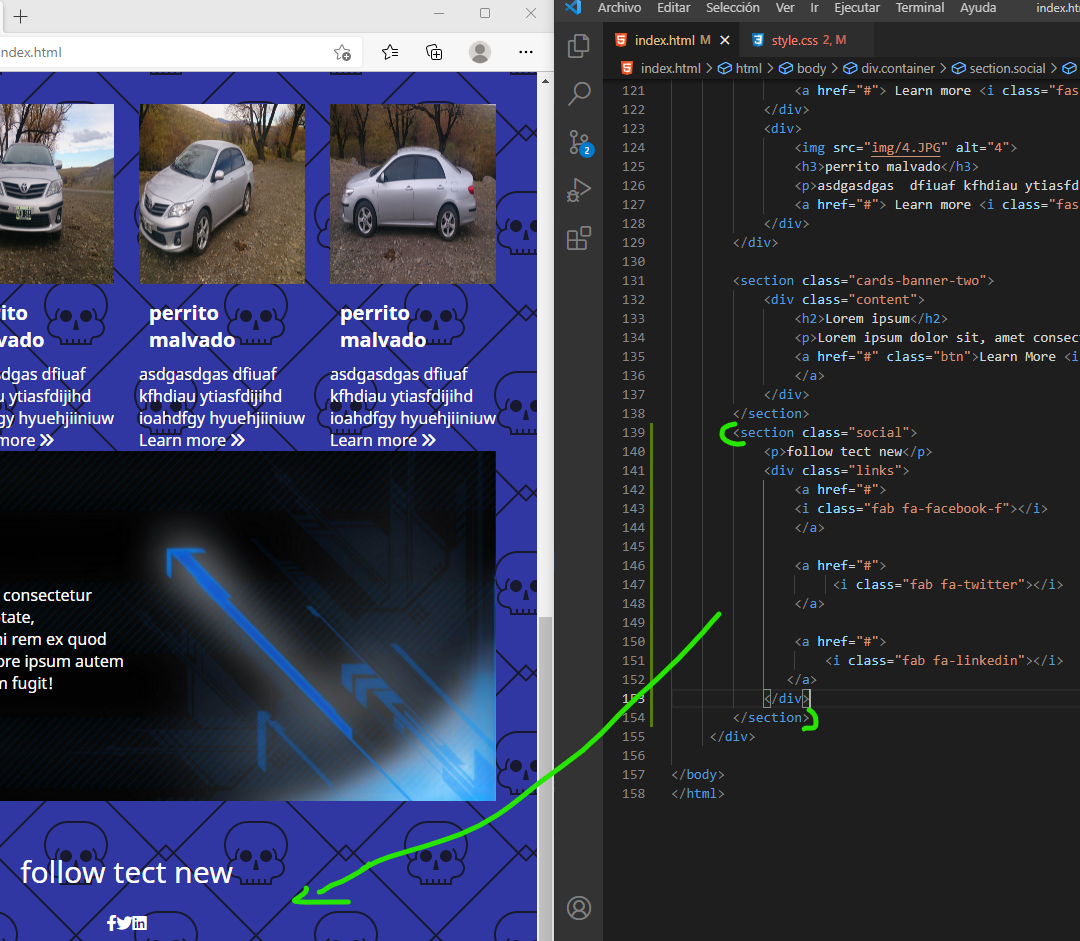 ndex.html
ito
vado
perrito
malvado
perrito
malvado
sdgas dfiuaf
u ytiasfdijihd
gy hyuehjiiniuw
more
asdgasdgas dfiuaf
kfhdiau ytiasfdijihd
ioahdfgy hyuehjiiniuw
Learn more
asdgasdgas dfiuaf
kfhdiau ytiasfdijihd
ioahdfgy hyuehjiiniuw
Learn more
consectetur
tate,
ni rem ex quod
ore ipsum autem
m fugit!
follow tect new
Archivo Editar Selección Ver Ir Ejecutar Terminal Ayuda index.ht
index.html M × style.css 2, M
index.html > html > body > div.container > section.social >
2
121 <a href="#"> Learn more <i class="fas
122 </div>
123 <div>
124 <img src="img/4.JPG" alt="4">
125 <h3>perrito malvado</h3>
126 <p>asdgasdgas  dfiuaf kfhdiau ytiasfd
127 <a href="#"> Learn more <i class="fas
128 </div>
129 </div>
130
131 <section class="cards-banner-two">
132 <div class="content">
133 <h2>Lorem ipsum</h2>
134 <p>Lorem ipsum dolor sit, amet consect
135 <a href="#" class="btn">Learn More <i
136 </a>
137 </div>
138 </section>
139 <section class="social">
140 <p>follow tect new</p>
141 <div class="links">
142 <a href="#">
143 <i class="fab fa-facebook-f"></i>
144 </a>
145
146 <a href="#">
147 <i class="fab fa-twitter"></i>
148 </a>
149
150 <a href="#">
151 <i class="fab fa-linkedin"></i>
152 </a>
153 </div>
154 </section>
155 </div>
156
157 </body>
158 </html>